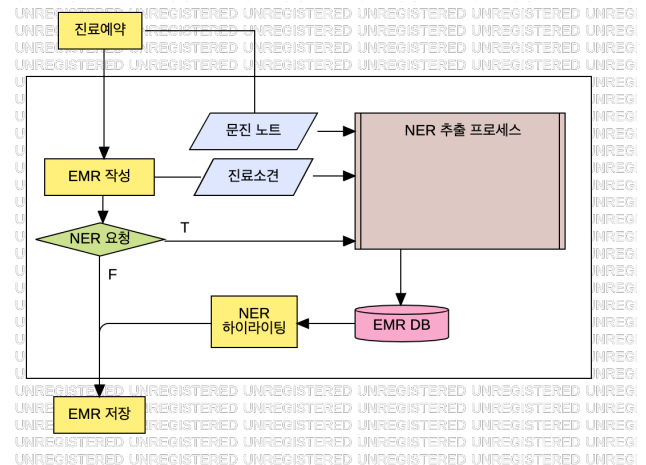 진료예약
문진 노트
NER 추출 프로세스
EMR 작성
진료소견
NER 요청
T
F
NER
하이라이팅
EMR DB
EMR 저장
UNREGISTERED UNREGISTERED UNREGISTERED UNREGISTERED UNREGISTERED UNREG